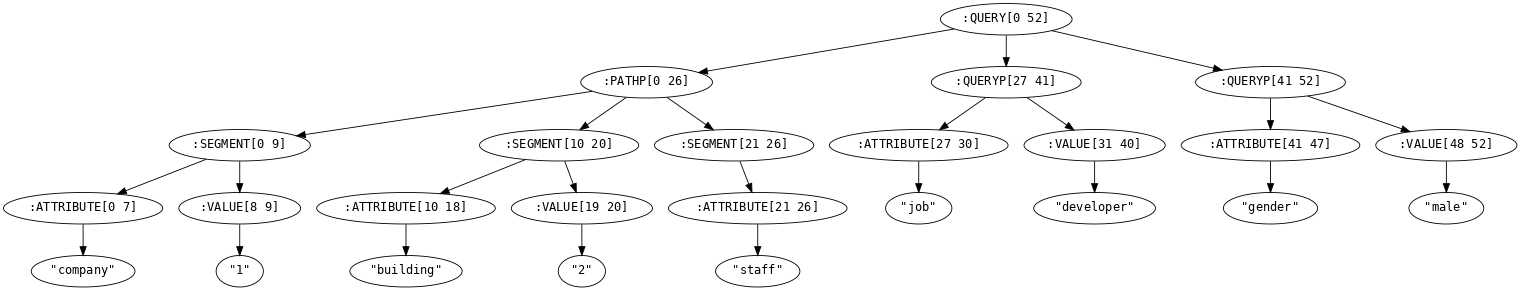 :QUERY[0 52]
:PATHP[0 26] :QUERYP[27 41] :QUERYP[41 52]
:SEGMENT[0 9] :SEGMENT[10 20] :SEGMENT[21 26] :ATTRIBUTE[27 30] :VALUE[31 40] :ATTRIBUTE[41 47] :VALUE[48 52]
:ATTRIBUTE[0 7] :VALUE[8 9] :ATTRIBUTE[10 18] :VALUE[19 20] :ATTRIBUTE[21 26] "job" "developer" "gender" "male"
"company" "1" "building" "2" "staff"